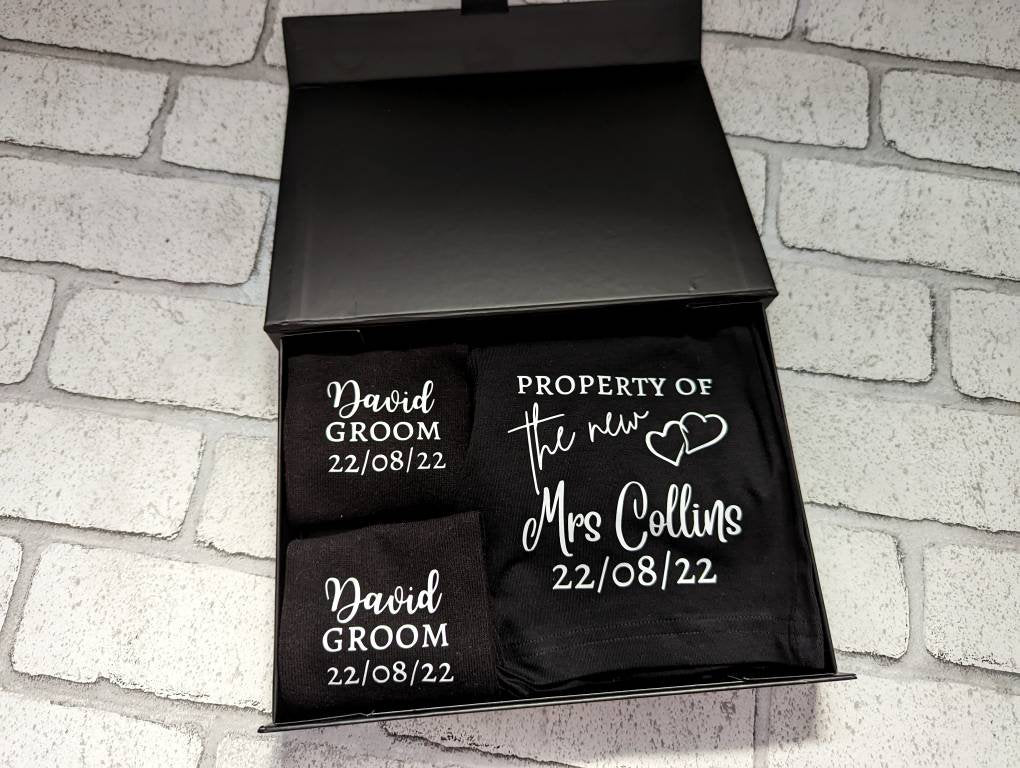 David
GROOM
22/08/22
David
GROOM
22/08/22
PROPERTY OF
the new
Mrs Collins
22/08/22